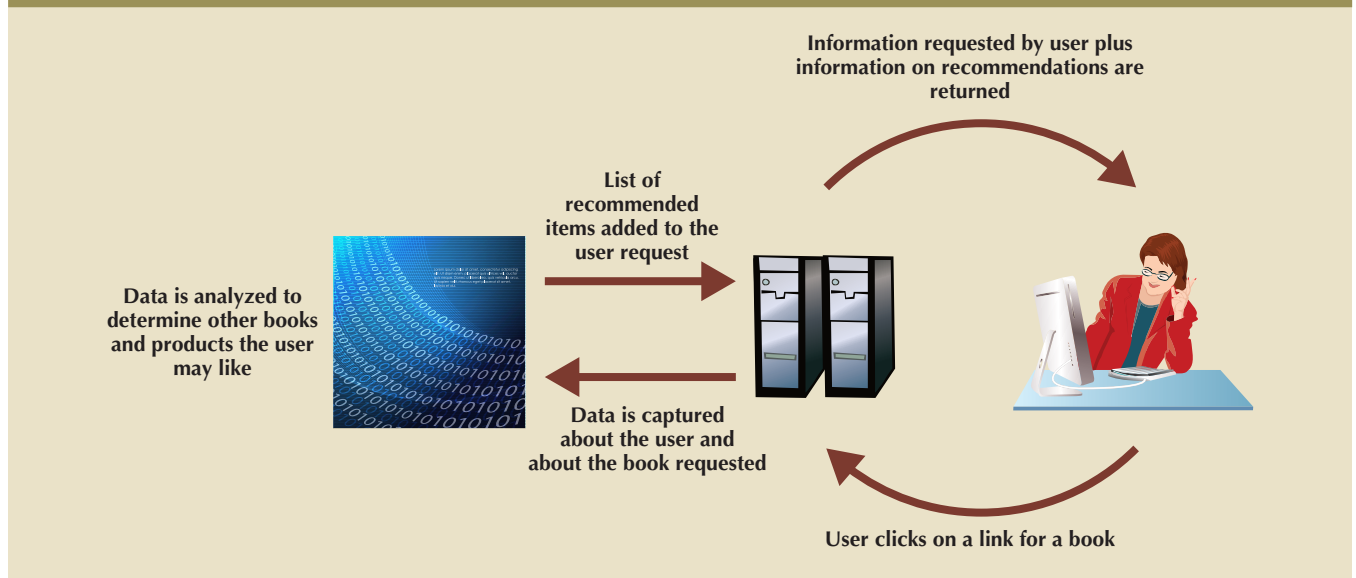 Information requested by user plus
information on recommendations are
returned
List of
recommended
items added to the
user request
Data is analyzed to
determine other books
and products the user
may like
Data is captured
about the user and
about the book requested
User clicks on a link for a book